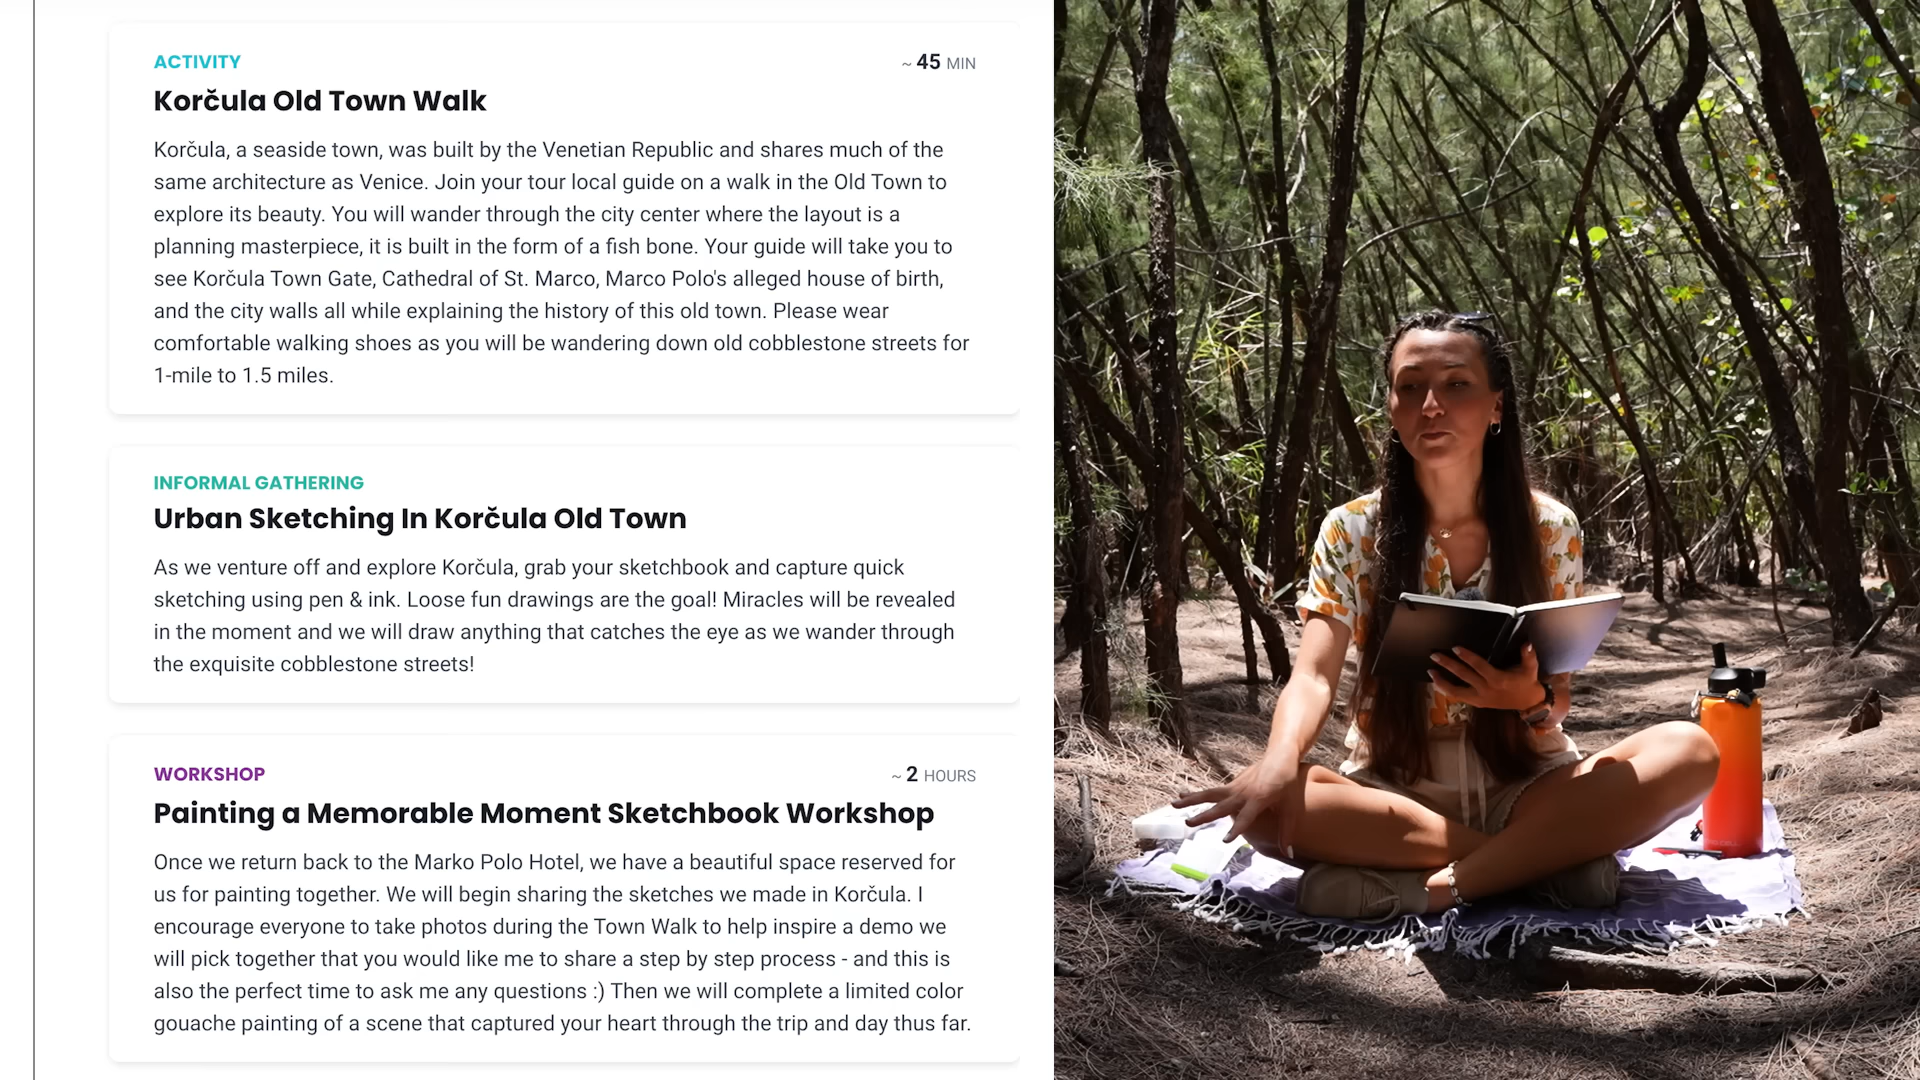 ACTIVITY
~ 45 MIN
Korčula Old Town Walk
Korčula, a seaside town, was built by the Venetian Republic and shares much of the
same architecture as Venice. Join your tour local guide on a walk in the Old Town to
explore its beauty. You will wander through the city center where the layout is a
planning masterpiece, it is built in the form of a fish bone. Your guide will take you to
see Korčula Town Gate, Cathedral of St. Marco, Marco Polo's alleged house of birth,
and the city walls all while explaining the history of this old town. Please wear
comfortable walking shoes as you will be wandering down old cobblestone streets for
1-mile to 1.5 miles.
INFORMAL GATHERING
Urban Sketching In Korčula Old Town
As we venture off and explore Korčula, grab your sketchbook and capture quick
sketching using pen & ink. Loose fun drawings are the goal! Miracles will be revealed
in the moment and we will draw anything that catches the eye as we wander through
the exquisite cobblestone streets!
WORKSHOP
~ 2 HOURS
Painting a Memorable Moment Sketchbook Workshop
Once we return back to the Marko Polo Hotel, we have a beautiful space reserved for
us for painting together. We will begin sharing the sketches we made in Korčula. I
encourage everyone to take photos during the Town Walk to help inspire a demo we
will pick together that you would like me to share a step by step process - and this is
also the perfect time to ask me any questions :) Then we will complete a limited color
gouache painting of a scene that captured your heart through the trip and day thus far.